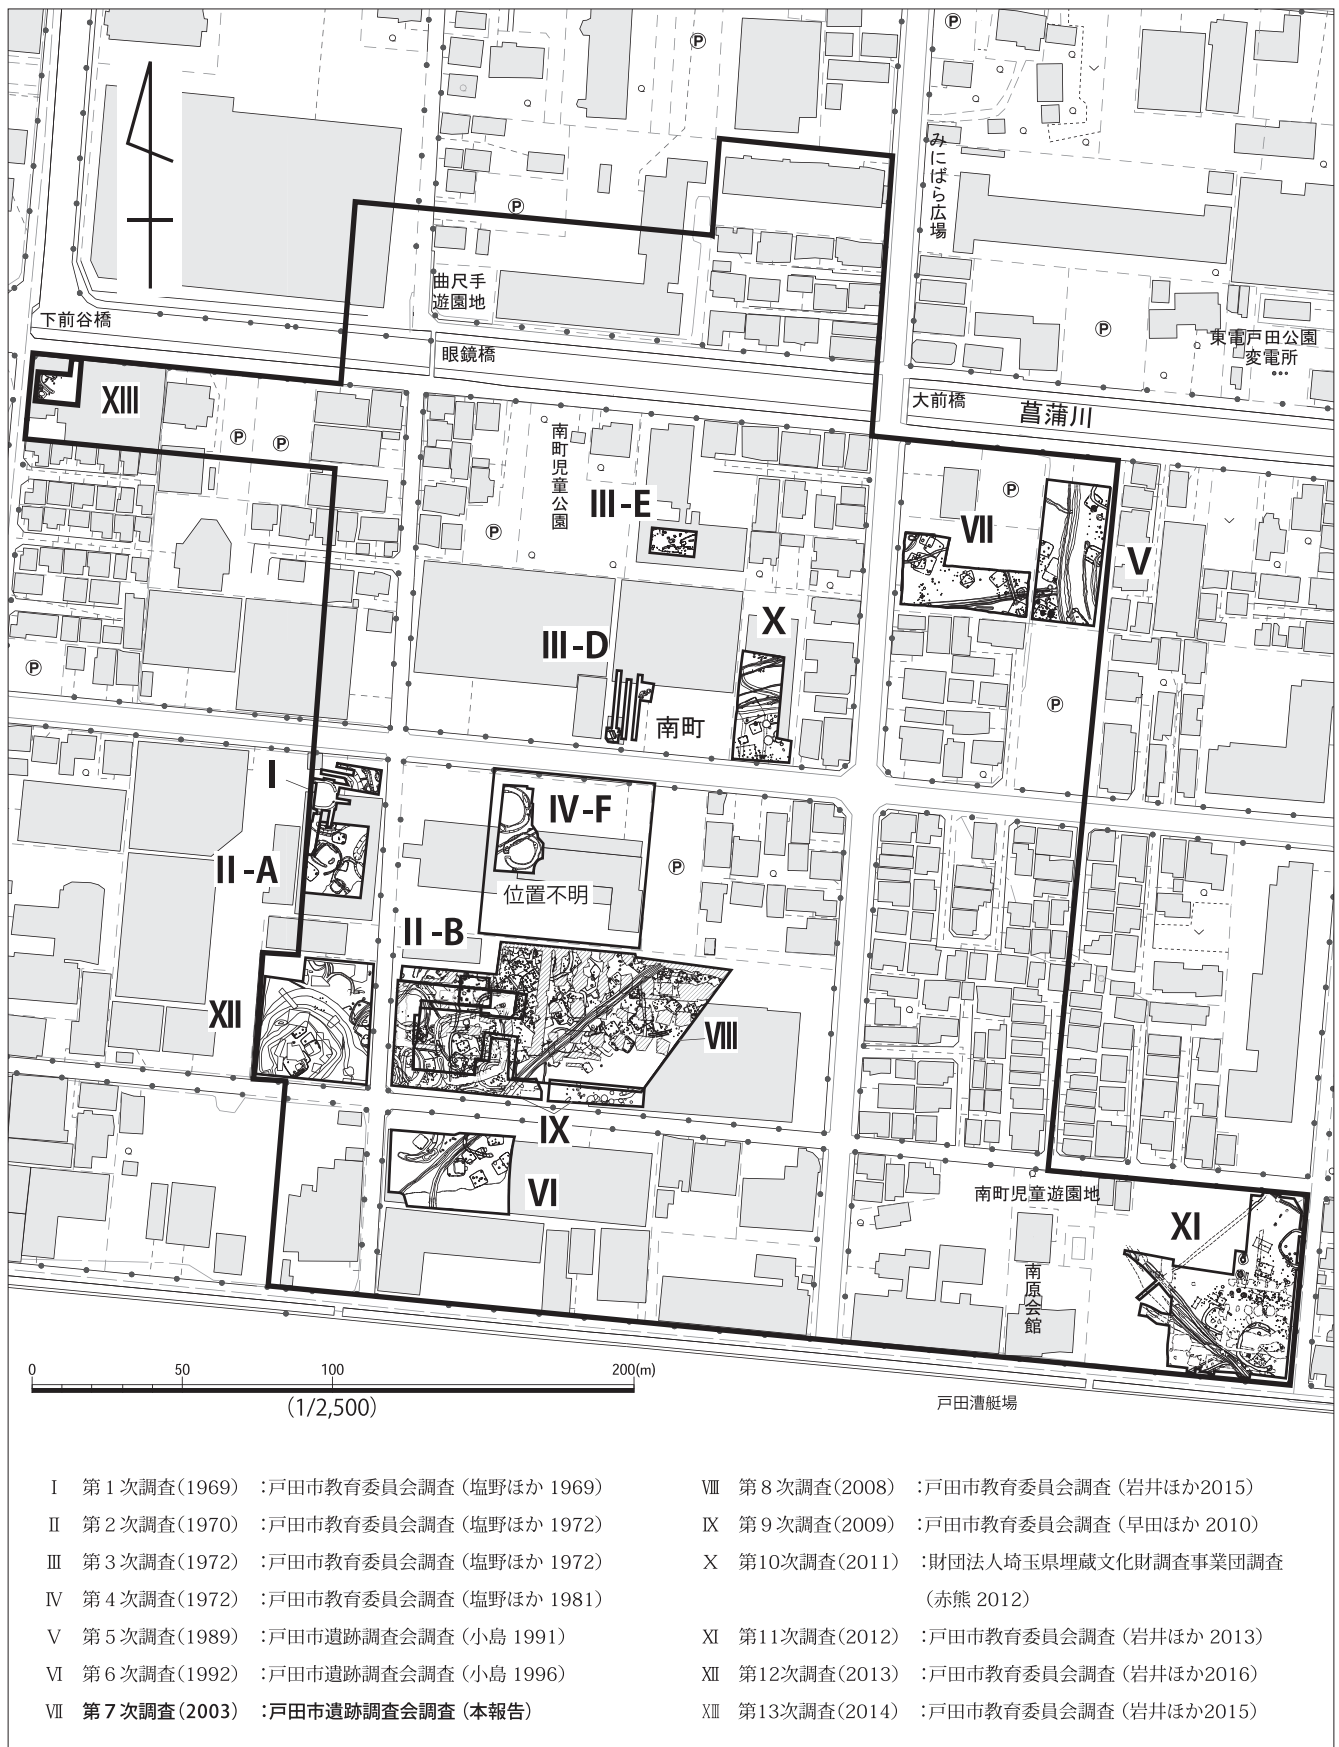 P
P
みにばら広場
P
曲尺手
遊園地
下前谷橋
眼鏡橋
P
東電戸田公園
変電所
大前橋
菖蒲川
XIII
P
P
南町児童公園
III-E
P
P
VII
V
III-D
X
P
南町
P
I
IV-F
II-A
P
位置不明
II-B
XII
VIII
IX
VI
南町児童遊園地
XI
南原会館
0 50 100 200(m)
(1/2,500)
戸田漕艇場
Ⅰ 第1次調査(1969) :戸田市教育委員会調査(塩野ほか 1969)
Ⅱ 第2次調査(1970) :戸田市教育委員会調査(塩野ほか 1972)
Ⅲ 第3次調査(1972) :戸田市教育委員会調査(塩野ほか 1972)
Ⅳ 第4次調査(1972) :戸田市教育委員会調査(塩野ほか 1981)
Ⅴ 第5次調査(1989) :戸田市遺跡調査会調査(小島 1991)
Ⅵ 第6次調査(1992) :戸田市遺跡調査会調査(小島 1996)
Ⅶ 第7次調査(2003) :戸田市遺跡調査会調査(本報告)
Ⅷ 第8次調査(2008) :戸田市教育委員会調査(岩井ほか2015)
Ⅸ 第9次調査(2009) :戸田市教育委員会調査(早田ほか 2010)
Ⅹ 第10次調査(2011) :財団法人埼玉県埋蔵文化財調査事業団調査
(赤熊 2012)
Ⅺ 第11次調査(2012) :戸田市教育委員会調査(岩井ほか 2013)
Ⅻ 第12次調査(2013) :戸田市教育委員会調査(岩井ほか2016)
XIII 第13次調査(2014) :戸田市教育委員会調査(岩井ほか2015)